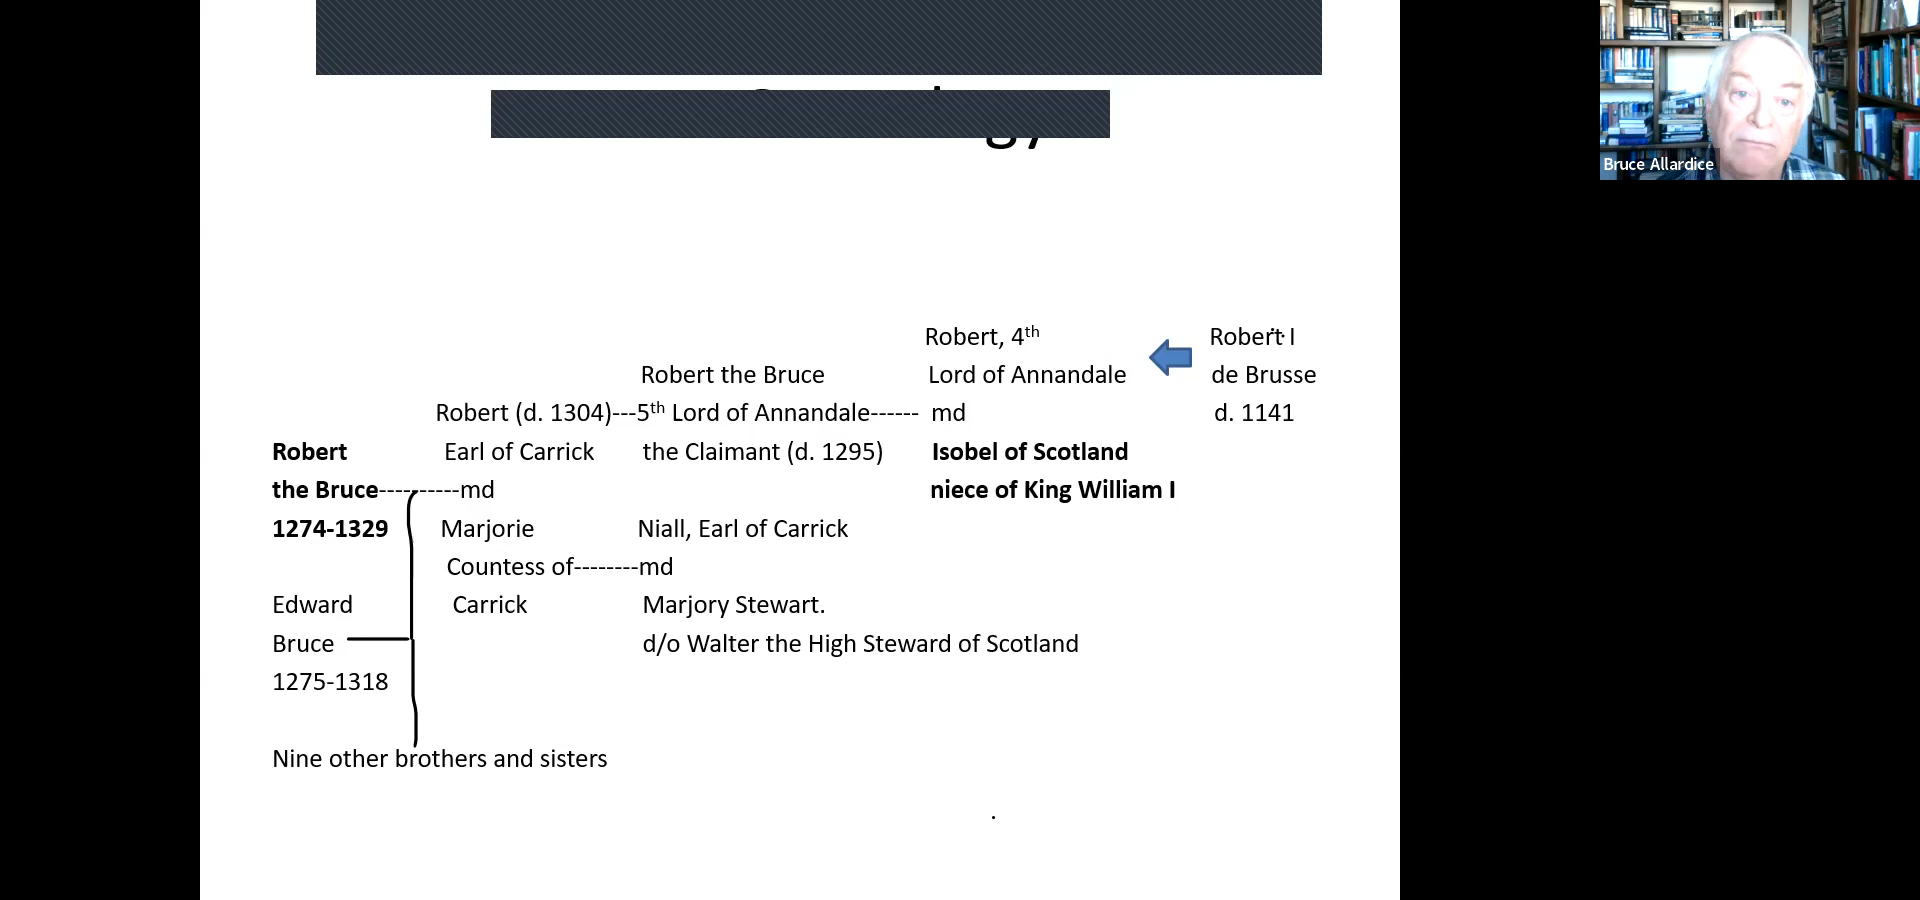 Robert, 4th
Robert I
Robert the Bruce
Lord of Annandale
de Brusse
Robert (d. 1304)---5th Lord of Annandale------ md
d. 1141
Robert
Earl of Carrick
the Claimant (d. 1295)
Isobel of Scotland
the Bruce----------md
niece of King William I
1274-1329
Marjorie
Niall, Earl of Carrick
Countess of--------md
Edward
Carrick
Marjory Stewart.
Bruce
d/o Walter the High Steward of Scotland
1275-1318
Nine other brothers and sisters
.
Bruce Allardice